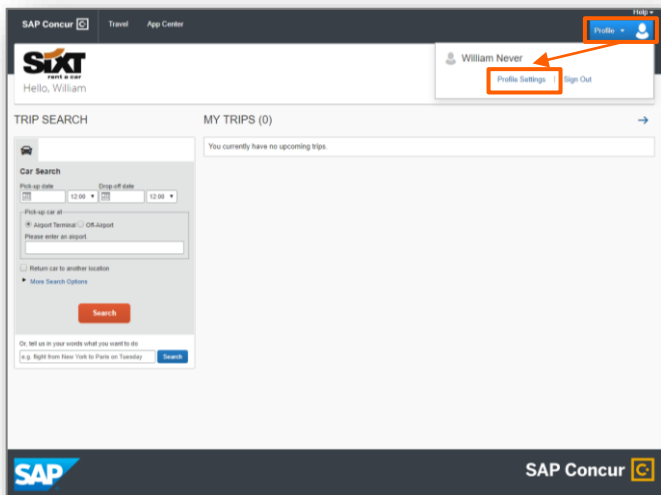 Help
SAP Concur C Travel App Center
Profile
William Never
Profile Settings | Sign Out
SIXT
rent a car
Hello, William
TRIP SEARCH
MY TRIPS (0)
You currently have no upcoming trips.
Car Search
Pick-up date Drop-off date
12:00 12:00
Pick-up car at
Airport Terminal Off-Airport
Please enter an airport.
Return car to another location
More Search Options
Search
Or, tell us in your words what you want to do
e.g. flight from New York to Paris on Tuesday Search
SAP
SAP Concur C